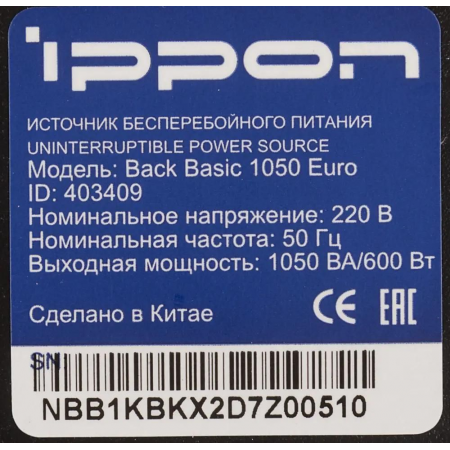 ippon
ИСТОЧНИК БЕСПЕРЕБОЙНОГО ПИТАНИЯ
UNINTERRUPTIBLE POWER SOURCE
Модель: Back Basic 1050 Euro
ID: 403409
Номинальное напряжение: 220 В
Номинальная частота: 50 Гц
Выходная мощность: 1050 ВА/600 Вт
Сделано в Китае CE EAC
SN:
NBB1KBKX2D7Z00510